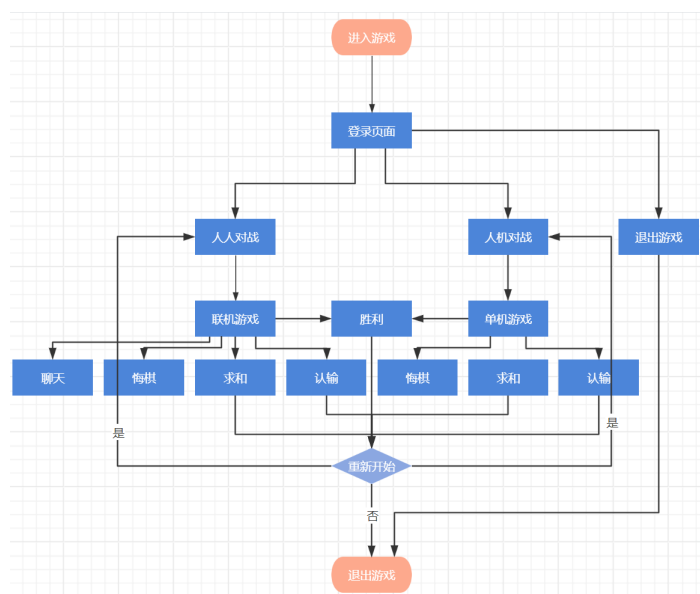 进入游戏
登录页面
人人对战
人机对战
退出游戏
联机游戏
胜利
单机游戏
聊天
悔棋
求和
认输
悔棋
求和
认输
是
是
重新开始
否
退出游戏